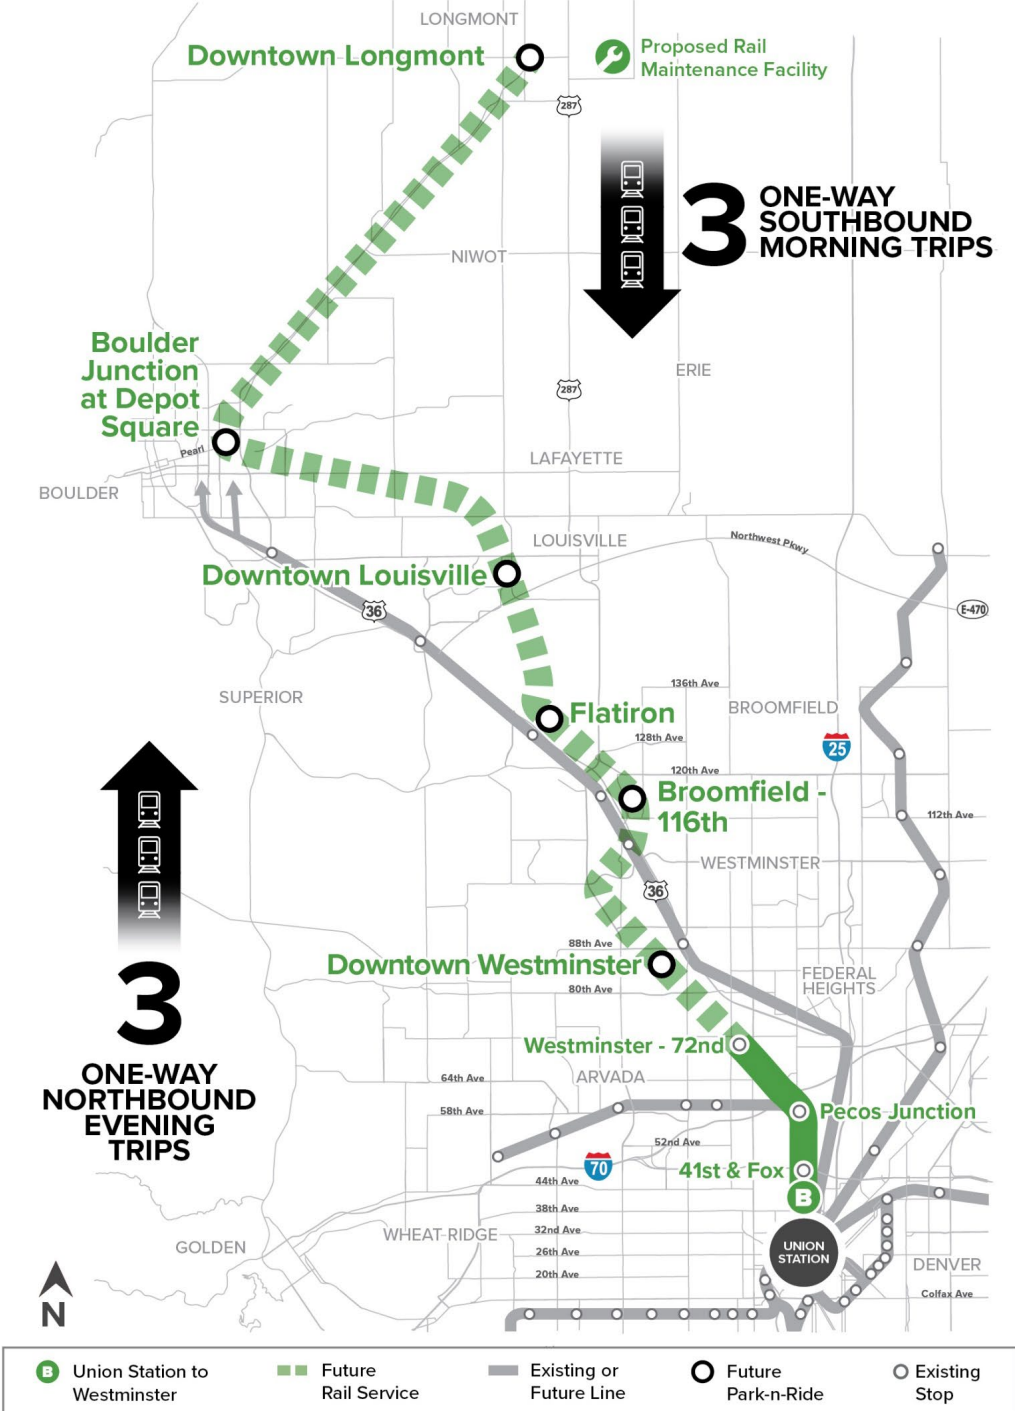 LONGMONT
Downtown Longmont
Proposed Rail
Maintenance Facility
287
3
ONE-WAY
SOUTHBOUND
MORNING TRIPS
NIWOT
Boulder
Junction
at Depot
Square
ERIE
287
Pearl
LAFAYETTE
BOULDER
LOUISVILLE
Northwest Pkwy
Downtown Louisville
36
E-470
136th Ave
SUPERIOR
BROOMFIELD
Flatiron
128th Ave
25
120th Ave
Broomfield -
116th
112th Ave
WESTMINSTER
36
88th Ave
Downtown Westminster
80th Ave
FEDERAL
HEIGHTS
3
ONE-WAY
NORTHBOUND
EVENING
TRIPS
Westminster - 72nd
64th Ave
ARVADA
58th Ave
Pecos Junction
52nd Ave
70
41st & Fox
44th Ave
B
38th Ave
32nd Ave
WHEAT RIDGE
GOLDEN
26th Ave
UNION
STATION
20th Ave
DENVER
Colfax Ave
N
B
Union Station to
Westminster
Future
Rail Service
Existing or
Future Line
Future
Park-n-Ride
Existing
Stop